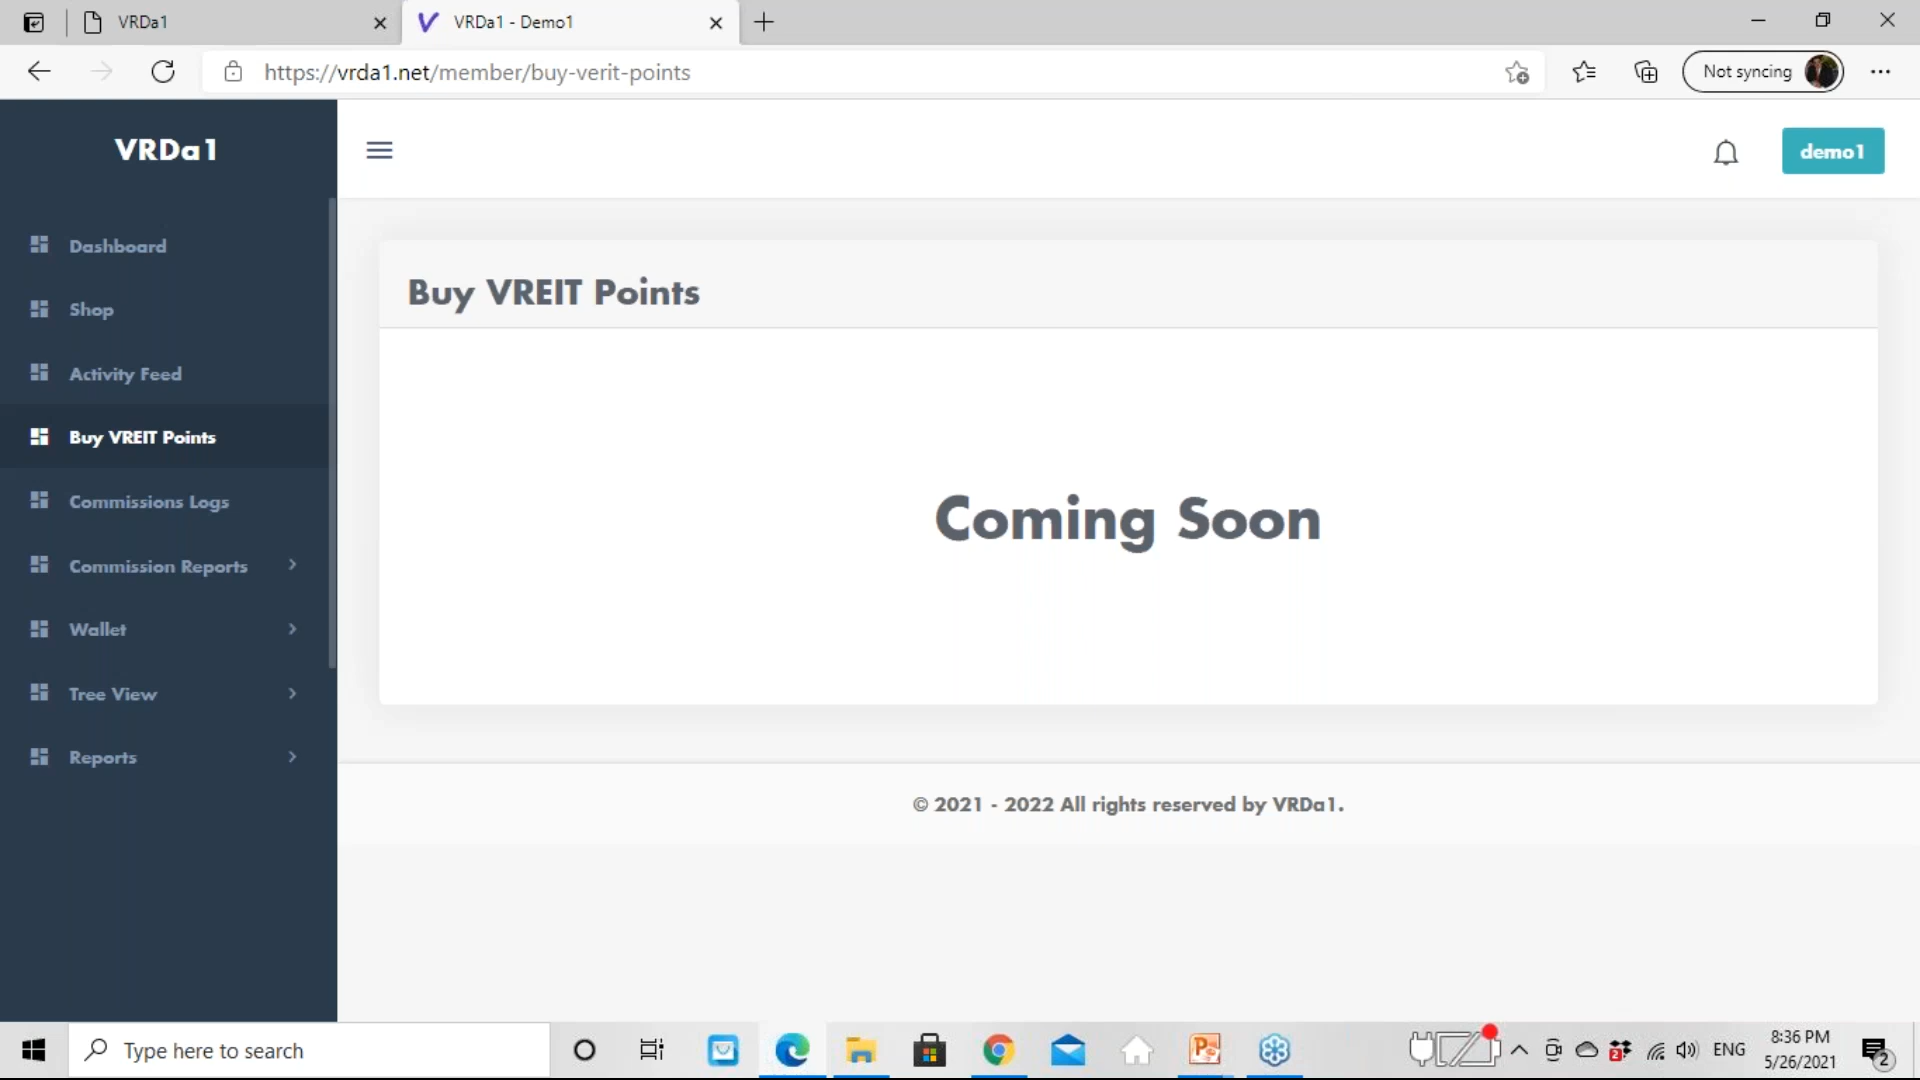 VRDa1
VRDa1 - Demo1
https://vrda1.net/member/buy-verit-points
Not syncing
VRDa1
demo1
Dashboard
Shop
Activity Feed
Buy VREIT Points
Commissions Logs
Commission Reports
Wallet
Tree View
Reports
Buy VREIT Points
Coming Soon
© 2021 - 2022 All rights reserved by VRDa1.
Type here to search
2
ENG
8:36 PM
5/26/2021
2